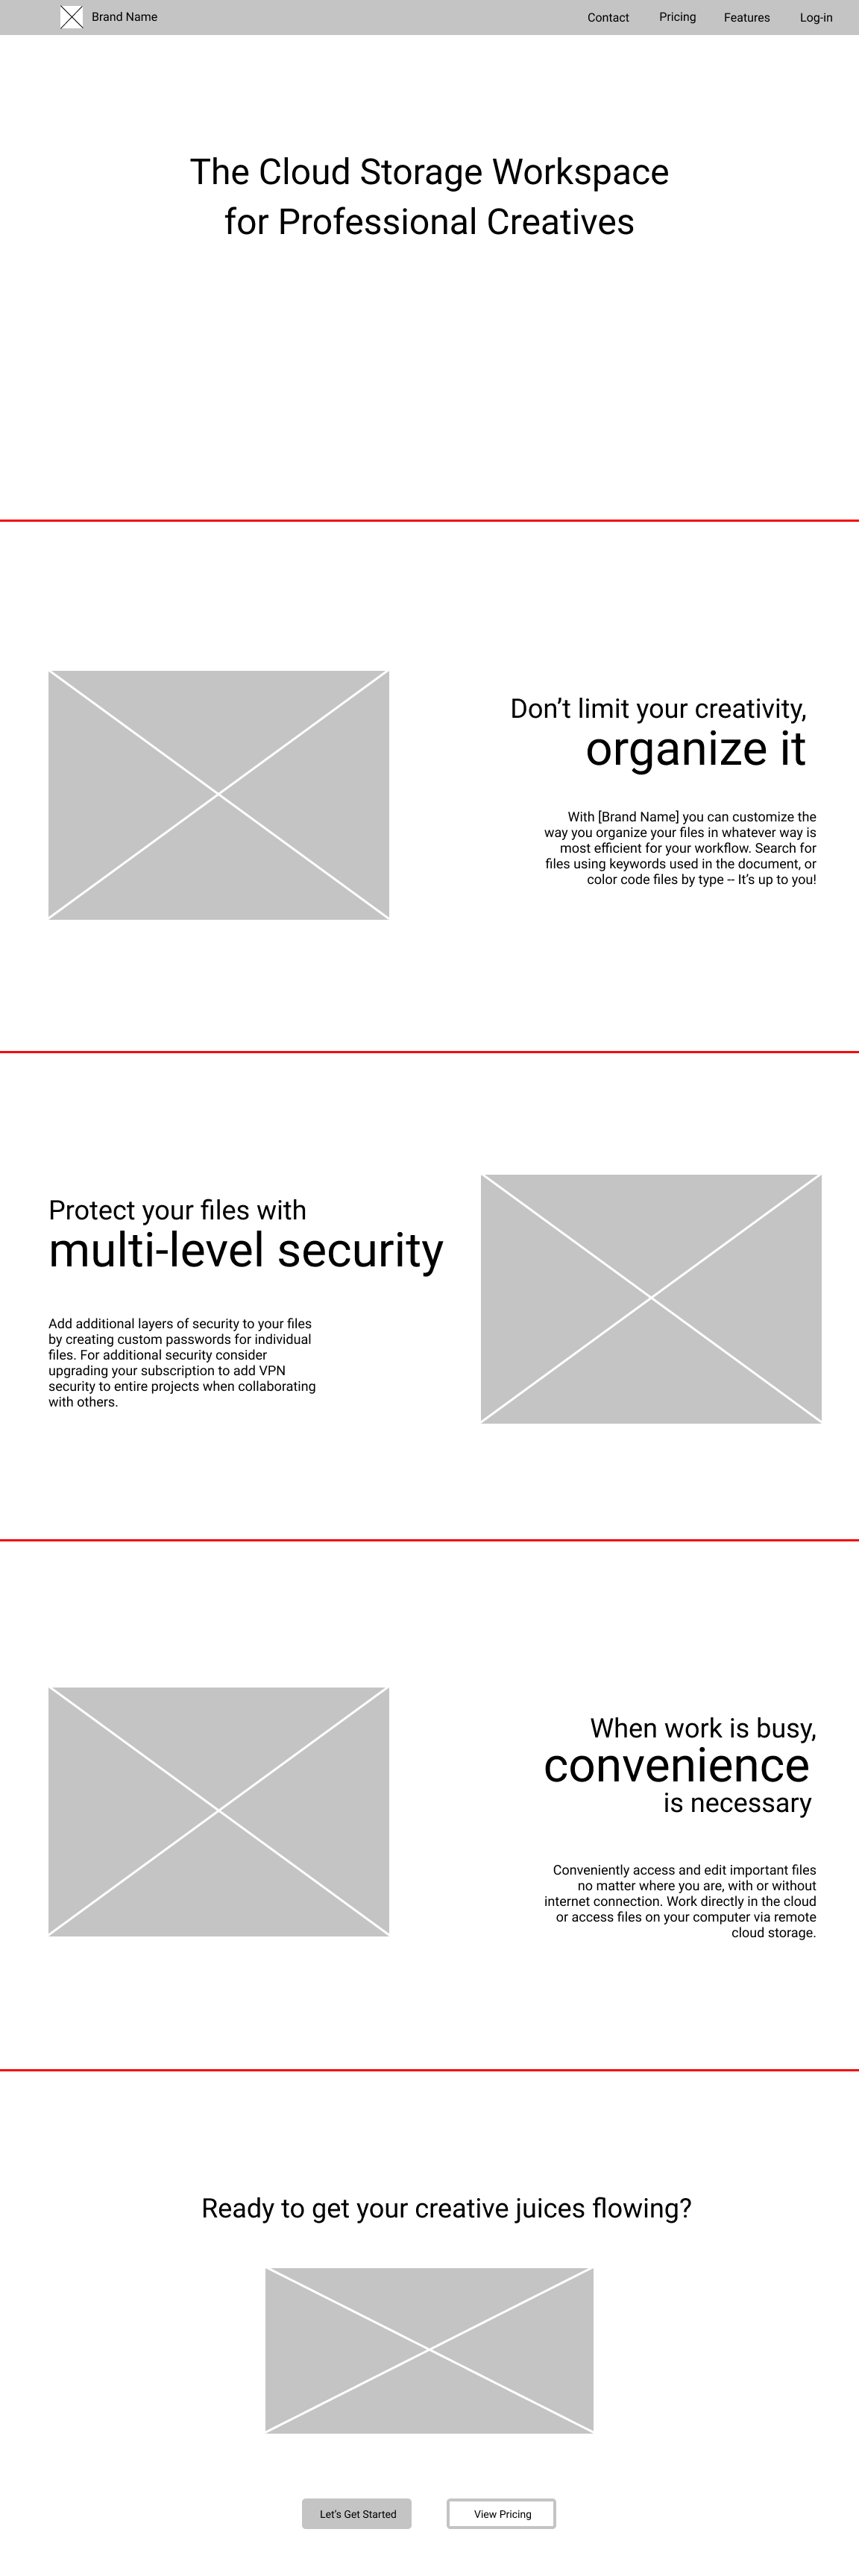 Brand Name
Contact
Pricing
Features
Log-in
The Cloud Storage Workspace
for Professional Creatives
Don’t limit your creativity,
organize it
With [Brand Name] you can customize the
way you organize your files in whatever way is
most efficient for your workflow. Search for
files using keywords used in the document, or
color code files by type -- It’s up to you!
Protect your files with
multi-level security
Add additional layers of security to your files
by creating custom passwords for individual
files. For additional security consider
upgrading your subscription to add VPN
security to entire projects when collaborating
with others.
When work is busy,
convenience
is necessary
Conveniently access and edit important files
no matter where you are, with or without
internet connection. Work directly in the cloud
or access files on your computer via remote
cloud storage.
Ready to get your creative juices flowing?
Let’s Get Started
View Pricing